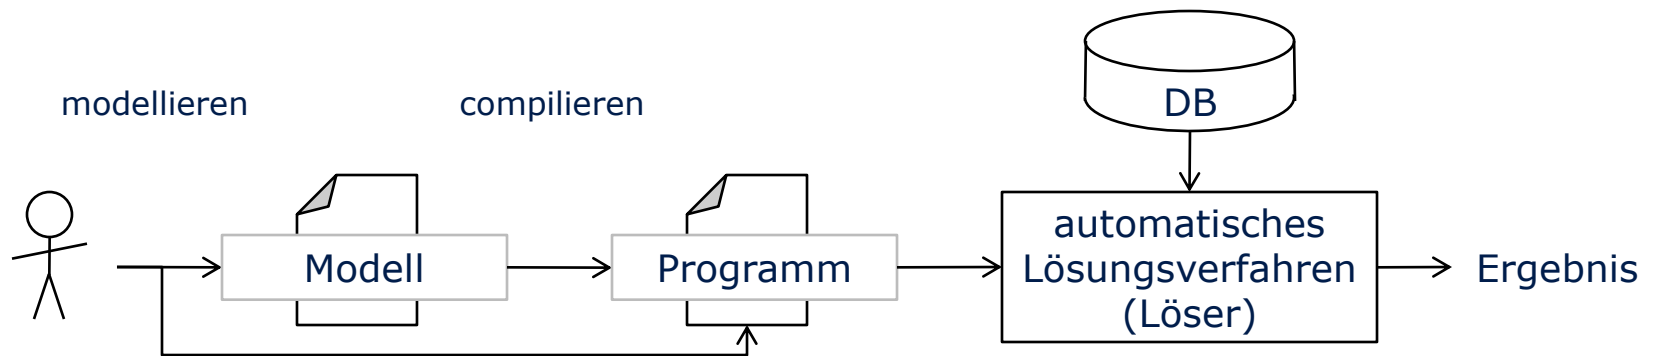 modellieren
compilieren
DB
Modell
Programm
automatisches
Lösungsverfahren
(Löser)
Ergebnis